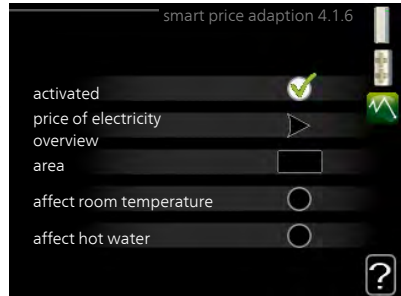 smart price adaption 4.1.6
activated
price of electricity
overview
area
affect room temperature
affect hot water
?